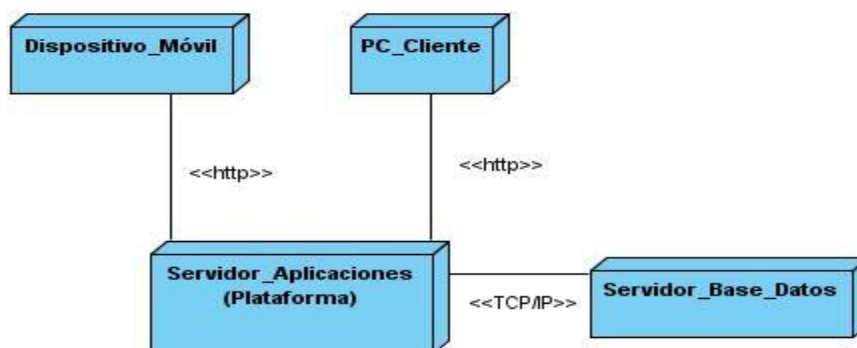 Dispositivo_Móvil
PC_Cliente
<<http>>
<<http>>
Servidor_Aplicaciones
(Plataforma)
<<TCP/IP>>
Servidor_Base_Datos